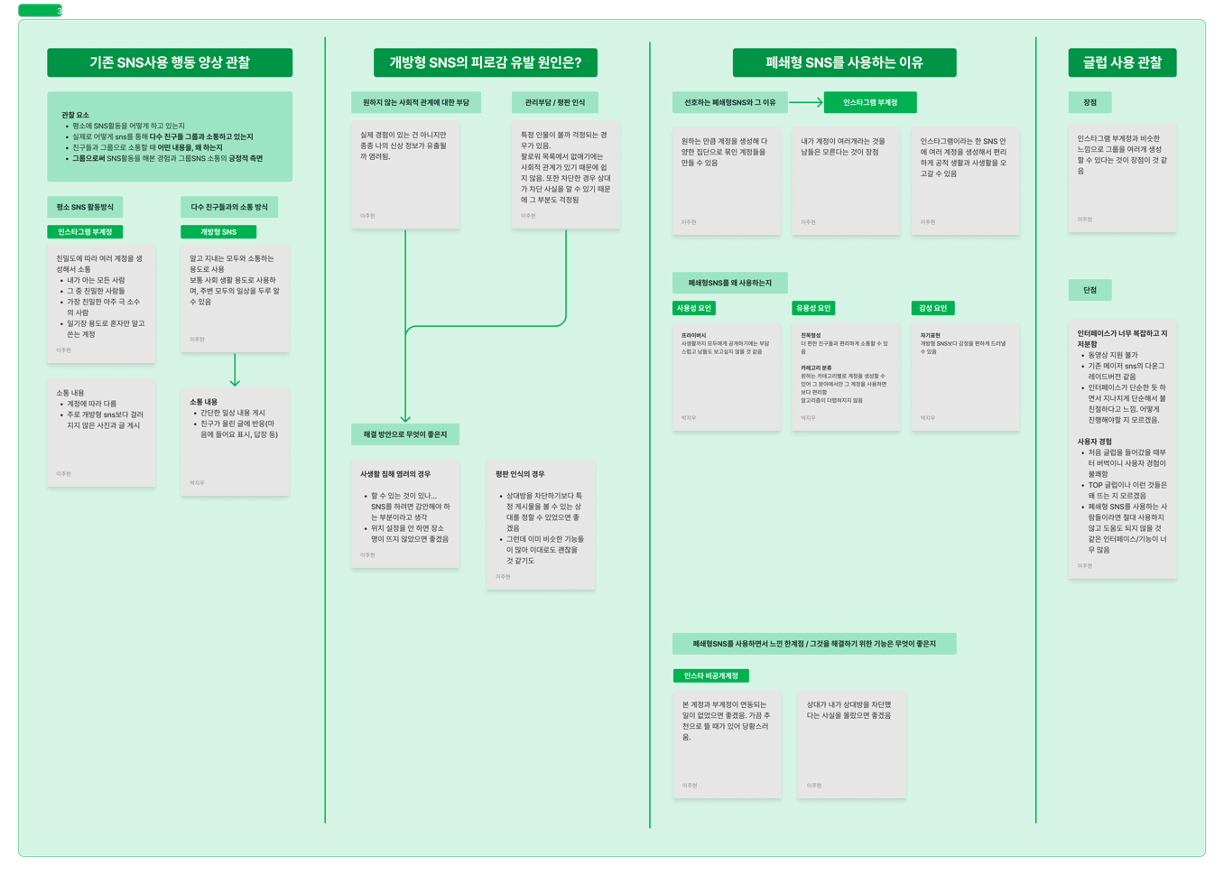 3
기존 SNS사용 행동 양상 관찰
관찰 요소
• 평소에 SNS활동을 어떻게 하고 있는지
• 실제로 어떻게 sns를 통해 다수 친구들 그룹과 소통하고 있는지
• 친구들과 그룹으로 소통할 때 어떤 내용을, 왜 하는지
• 그룹으로써 SNS활동을 해본 경험과 그룹SNS 소통의 긍정적 측면
평소 SNS 활동방식
인스타그램 부계정
친밀도에 따라 여러 계정을 생
성해서 소통
• 내가 아는 모든 사람
• 그 중 친밀한 사람들
• 가장 친밀한 아주 극 소수
의 사람
• 일기장 용도로 혼자만 알고
쓰는 계정
이주현
소통 내용
• 계정에 따라 다름
• 주로 개방형 sns보다 걸러
지지 않은 사진과 글 게시
이주현
다수 친구들과의 소통 방식
개방형 SNS
알고 지내는 모두와 소통하는
용도로 사용
보통 사회 생활 용도로 사용하
며, 주변 모두의 일상을 두루 알
수 있음
이주현
소통 내용
• 간단한 일상 내용 게시
• 친구가 올린 글에 반응(마
음에 들어요 표시, 답장 등)
박지우
개방형 SNS의 피로감 유발 원인은?
원하지 않는 사회적 관계에 대한 부담
실제 경험이 있는 건 아니지만
종종 나의 신상 정보가 유출될
까 염려됨.
이주현
관리부담 / 평판 인식
특정 인물이 볼까 걱정되는 경
우가 있음.
팔로워 목록에서 없애기에는
사회적 관계가 있기 때문에 쉽
지 않음. 또한 차단한 경우 상대
가 차단 사실을 알 수 있기 때문
에 그 부분도 걱정됨
이주현
해결 방안으로 무엇이 좋은지
사생활 침해 염려의 경우
• 할 수 있는 것이 있나...
SNS를 하려면 감안해야 하
는 부분이라고 생각
• 위치 설정을 안 하면 장소
명이 뜨지 않았으면 좋겠음
이주현
평판 인식의 경우
• 상대방을 차단하기보다 특
정 게시물을 볼 수 있는 상
대를 정할 수 있었으면 좋
겠음
• 그런데 이미 비슷한 기능들
이 많아 이대로도 괜찮을
것 같기도
이주현
폐쇄형 SNS를 사용하는 이유
선호하는 폐쇄형SNS와 그 이유
인스타그램 부계정
원하는 만큼 계정을 생성해 다
양한 집단으로 묶인 계정들을
만들 수 있음
이주현
내가 계정이 여러개라는 것을
남들은 모른다는 것이 장점
이주현
인스타그램이라는 한 SNS 안
에 여러 계정을 생성해서 편리
하게 공적 생활과 사생활을 오
고갈 수 있음
이주현
폐쇄형SNS를 왜 사용하는지
사용성 요인
프라이버시
사생활까지 모두에게 공개하기에는 부담
스럽고 남들도 보고싶지 않을 것 같음
박지우
유용성 요인
친목형성
더 편한 친구들과 편리하게 소통할 수 있
음
카테고리 분류
원하는 카테고리별로 계정을 생성할 수
있어 그 분야에서만 그 계정을 사용하면
보다 편리함
알고리즘이 더렵혀지지 않음
박지우
감성 요인
자기표현
개방형 SNS보다 감정을 편하게 드러낼
수 있음
박지우
폐쇄형SNS를 사용하면서 느낀 한계점 / 그것을 해결하기 위한 기능은 무엇이 좋은지
인스타 비공개계정
본 계정과 부계정이 연동되는
일이 없었으면 좋겠음. 가끔 추
천으로 뜰 때가 있어 당황스러
움.
이주현
상대가 내가 상대방을 차단했
다는 사실을 몰랐으면 좋겠음
이주현
글럽 사용 관찰
장점
인스타그램 부계정과 비슷한
느낌으로 그룹을 여러개 생성
할 수 있다는 것이 장점이 것 같
음
이주현
단점
인터페이스가 너무 복잡하고 지
저분함
• 동영상 지원 불가
• 기존 메이저 sns의 다운그
레이드버전 같음
• 인터페이스가 단순한 듯 하
면서 지나치게 단순해서 불
친절하다고 느낌. 어떻게
진행해야할 지 모르겠음.
사용자 경험
• 처음 글럽을 들어갔을 때부
터 버벅이니 사용자 경험이
불쾌함
• TOP 글럽이나 이런 것들은
왜 뜨는 지 모르겠음
• 폐쇄형 SNS를 사용하는 사
람들이라면 절대 사용하지
않고 도움도 되지 않을 것
같은 인터페이스/기능이 너
무 많음
이주현